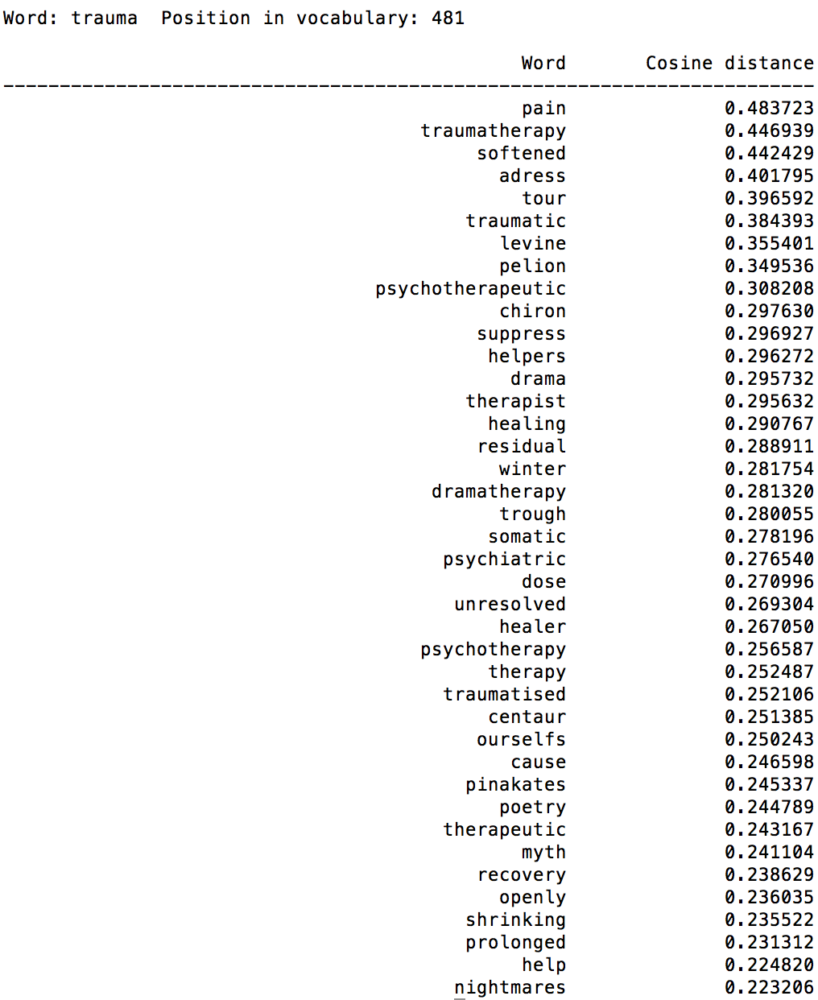 Word: trauma  Position in vocabulary: 481
Word       Cosine distance
------------------------------------------------------------------------
pain 0.483723
traumatherapy 0.446939
softened 0.442429
adress 0.401795
tour 0.396592
traumatic 0.384393
levine 0.355401
pelion 0.349536
psychotherapeutic 0.308208
chiron 0.297630
suppress 0.296927
helpers 0.296272
drama 0.295732
therapist 0.295632
healing 0.290767
residual 0.288911
winter 0.281754
dramatherapy 0.281320
trough 0.280055
somatic 0.278196
psychiatric 0.276540
dose 0.270996
unresolved 0.269304
healer 0.267050
psychotherapy 0.256587
therapy 0.252487
traumatised 0.252106
centaur 0.251385
ourselfs 0.250243
cause 0.246598
pinakates 0.245337
poetry 0.244789
therapeutic 0.243167
myth 0.241104
recovery 0.238629
openly 0.236035
shrinking 0.235522
prolonged 0.231312
help 0.224820
nightmares 0.223206